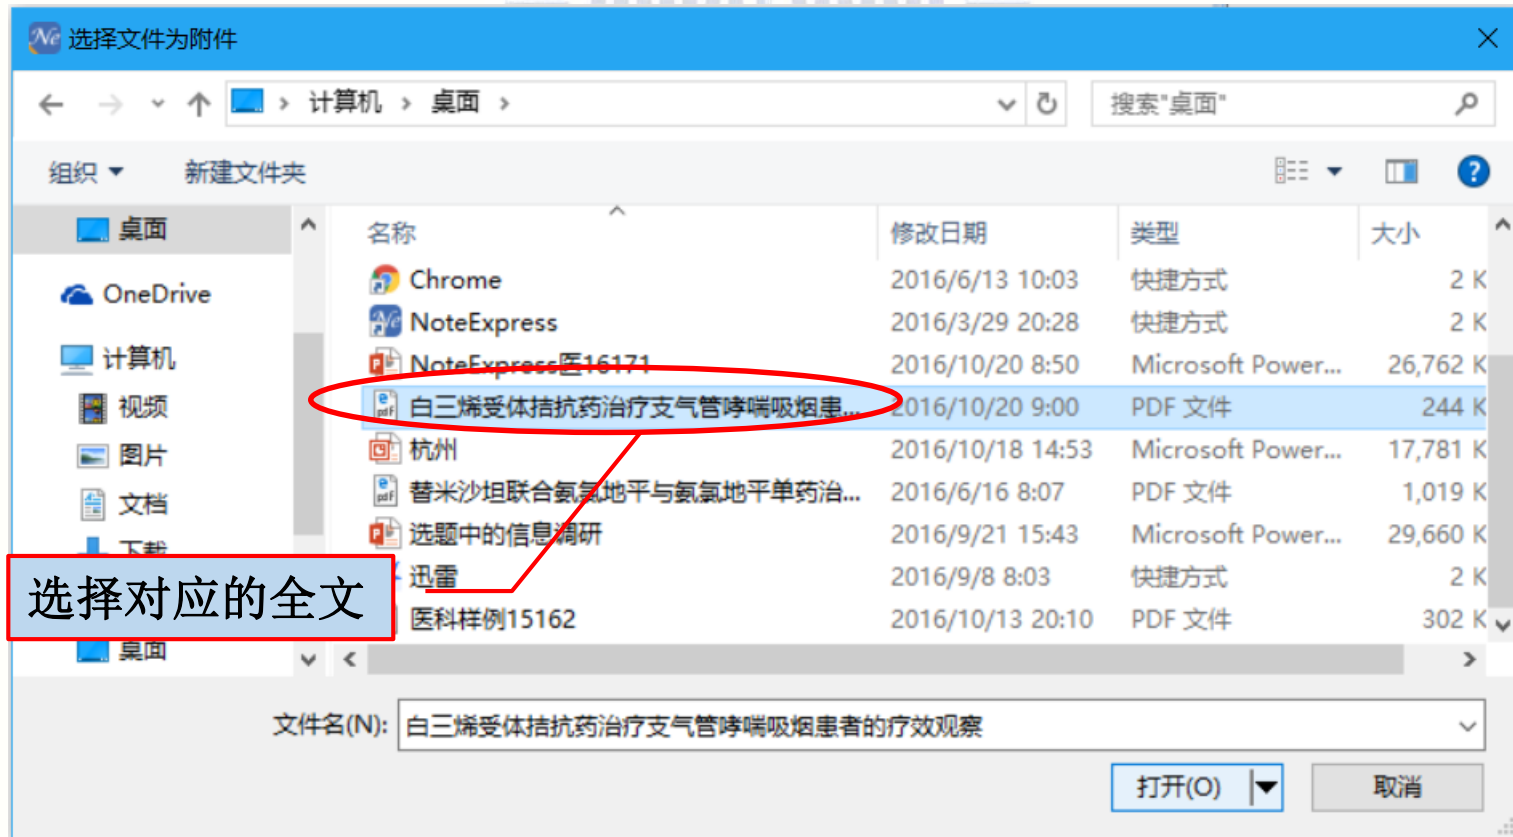 选择文件为附件
计算机 > 桌面 >
搜索"桌面"
组织 新建文件夹
桌面
OneDrive
计算机
视频
图片
文档
下载
桌面
名称 修改日期 类型 大小
Chrome 2016/6/13 10:03 快捷方式 2 K
NoteExpress 2016/3/29 20:28 快捷方式 2 K
NoteExpress医16171 2016/10/20 8:50 Microsoft Power... 26,762 K
白三烯受体拮抗药治疗支气管哮喘吸烟患... 2016/10/20 9:00 PDF 文件 244 K
杭州 2016/10/18 14:53 Microsoft Power... 17,781 K
替米沙坦联合氨氯地平与氨氯地平单药治... 2016/6/16 8:07 PDF 文件 1,019 K
选题中的信息调研 2016/9/21 15:43 Microsoft Power... 29,660 K
迅雷 2016/9/8 8:03 快捷方式 2 K
医科样例15162 2016/10/13 20:10 PDF 文件 302 K
选择对应的全文
文件名(N): 白三烯受体拮抗药治疗支气管哮喘吸烟患者的疗效观察
打开(O) 取消